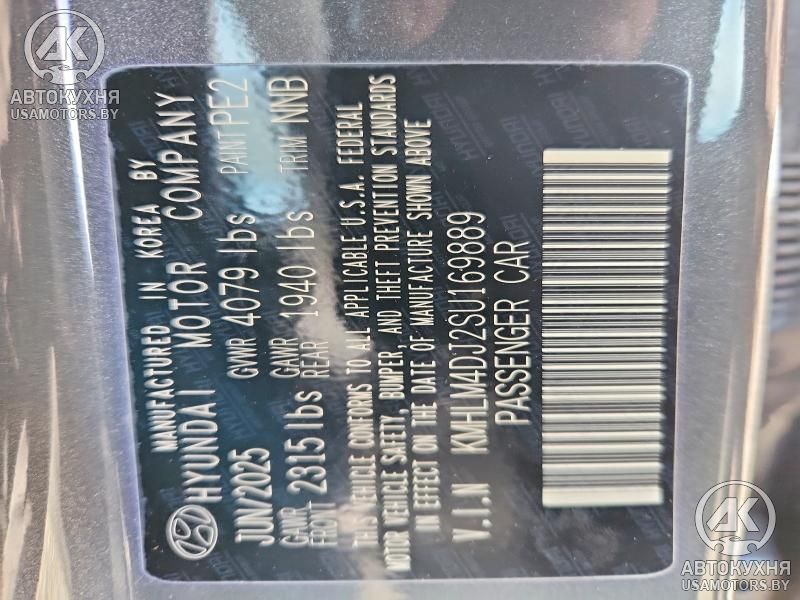 АВТОКУХНЯ
USAMOTORS.BY
MANUFACTURED IN KOREA BY
HYUNDAI MOTOR COMPANY
JUN/2025 GVWR 4079 lbs PAINT PE2
GAWR FRONT 2315 lbs GAWR REAR 1940 lbs TRIM NNB
THIS VEHICLE CONFORMS TO ALL APPLICABLE U.S.A. FEDERAL
MOTOR VEHICLE SAFETY, BUMPER, AND THEFT PREVENTION STANDARDS
IN EFFECT ON THE DATE OF MANUFACTURE SHOWN ABOVE
V.I.N KMHLM4DJ2SU169889
PASSENGER CAR
АВТОКУХНЯ
USAMOTORS.BY